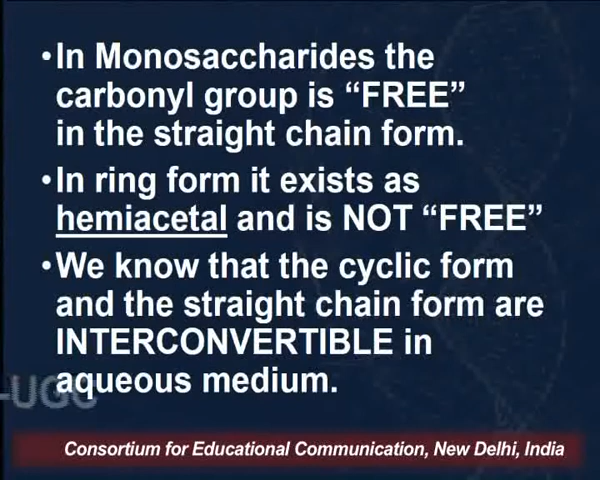 •In Monosaccharides the
carbonyl group is “FREE”
in the straight chain form.
•In ring form it exists as
hemiacetal and is NOT “FREE”
•We know that the cyclic form
and the straight chain form are
INTERCONVERTIBLE in
aqueous medium.
-UGC
Consortium for Educational Communication, New Delhi, India